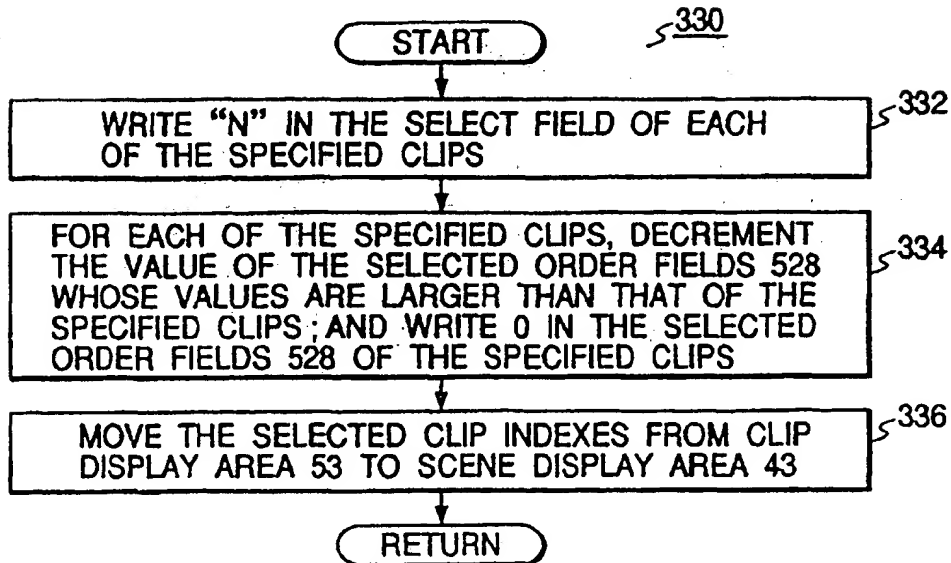 START
330
WRITE "N" IN THE SELECT FIELD OF EACH
OF THE SPECIFIED CLIPS
332
FOR EACH OF THE SPECIFIED CLIPS, DECREMENT
THE VALUE OF THE SELECTED ORDER FIELDS 528
WHOSE VALUES ARE LARGER THAN THAT OF THE
SPECIFIED CLIPS; AND WRITE 0 IN THE SELECTED
ORDER FIELDS 528 OF THE SPECIFIED CLIPS
334
MOVE THE SELECTED CLIP INDEXES FROM CLIP
DISPLAY AREA 53 TO SCENE DISPLAY AREA 43
336
RETURN